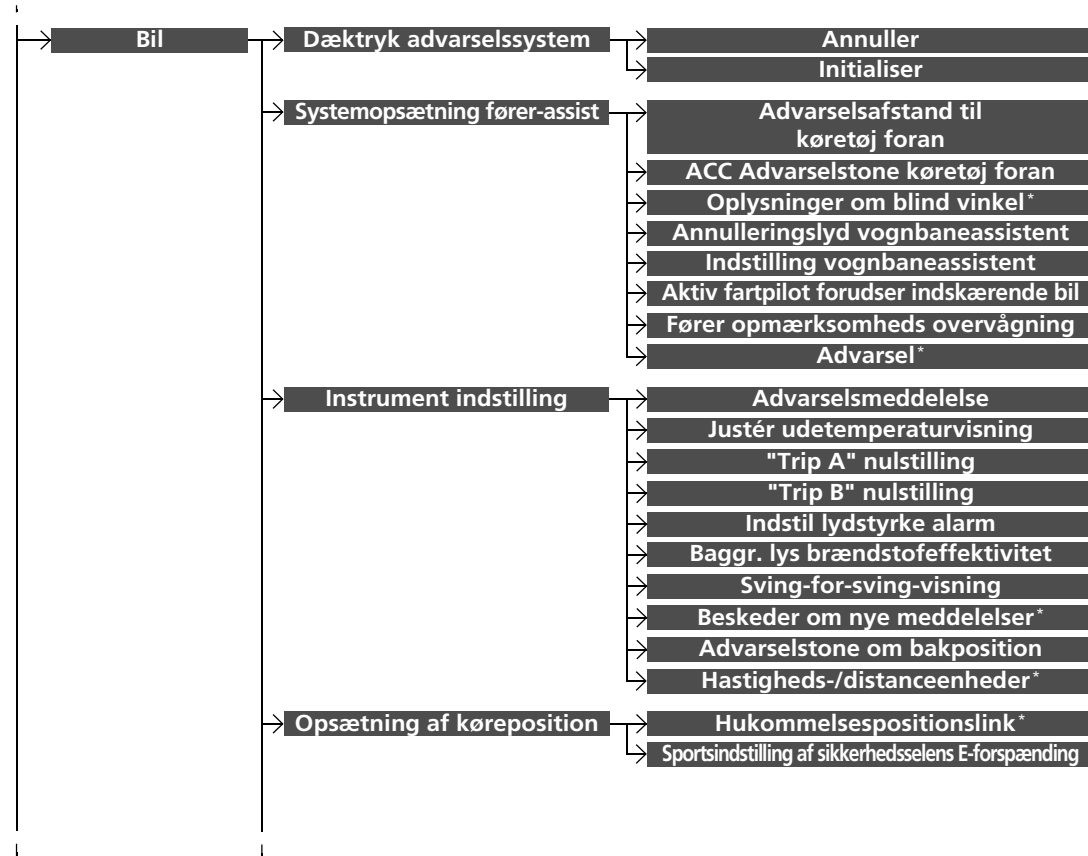 Bil
Dæktryk advarselssystem
Annuller
Initialiser
Systemopsætning fører-assist
Advarselsafstand til
køretøj foran
ACC Advarselstone køretøj foran
Oplysninger om blind vinkel*
Annulleringslyd vognbaneassistent
Indstilling vognbaneassistent
Aktiv fartpilot forudser indskærende bil
Fører opmærksomheds overvågning
Advarsel*
Instrument indstilling
Advarselsmeddelelse
Justér udetemperaturvisning
"Trip A" nulstilling
"Trip B" nulstilling
Indstil lydstyrke alarm
Baggr. lys brændstofeffektivitet
Sving-for-sving-visning
Beskeder om nye meddelelser*
Advarselstone om bakposition
Hastigheds-/distanceenheder*
Opsætning af køreposition
Hukommelsespositionslink*
Sportsindstilling af sikkerhedsselens E-forspænding